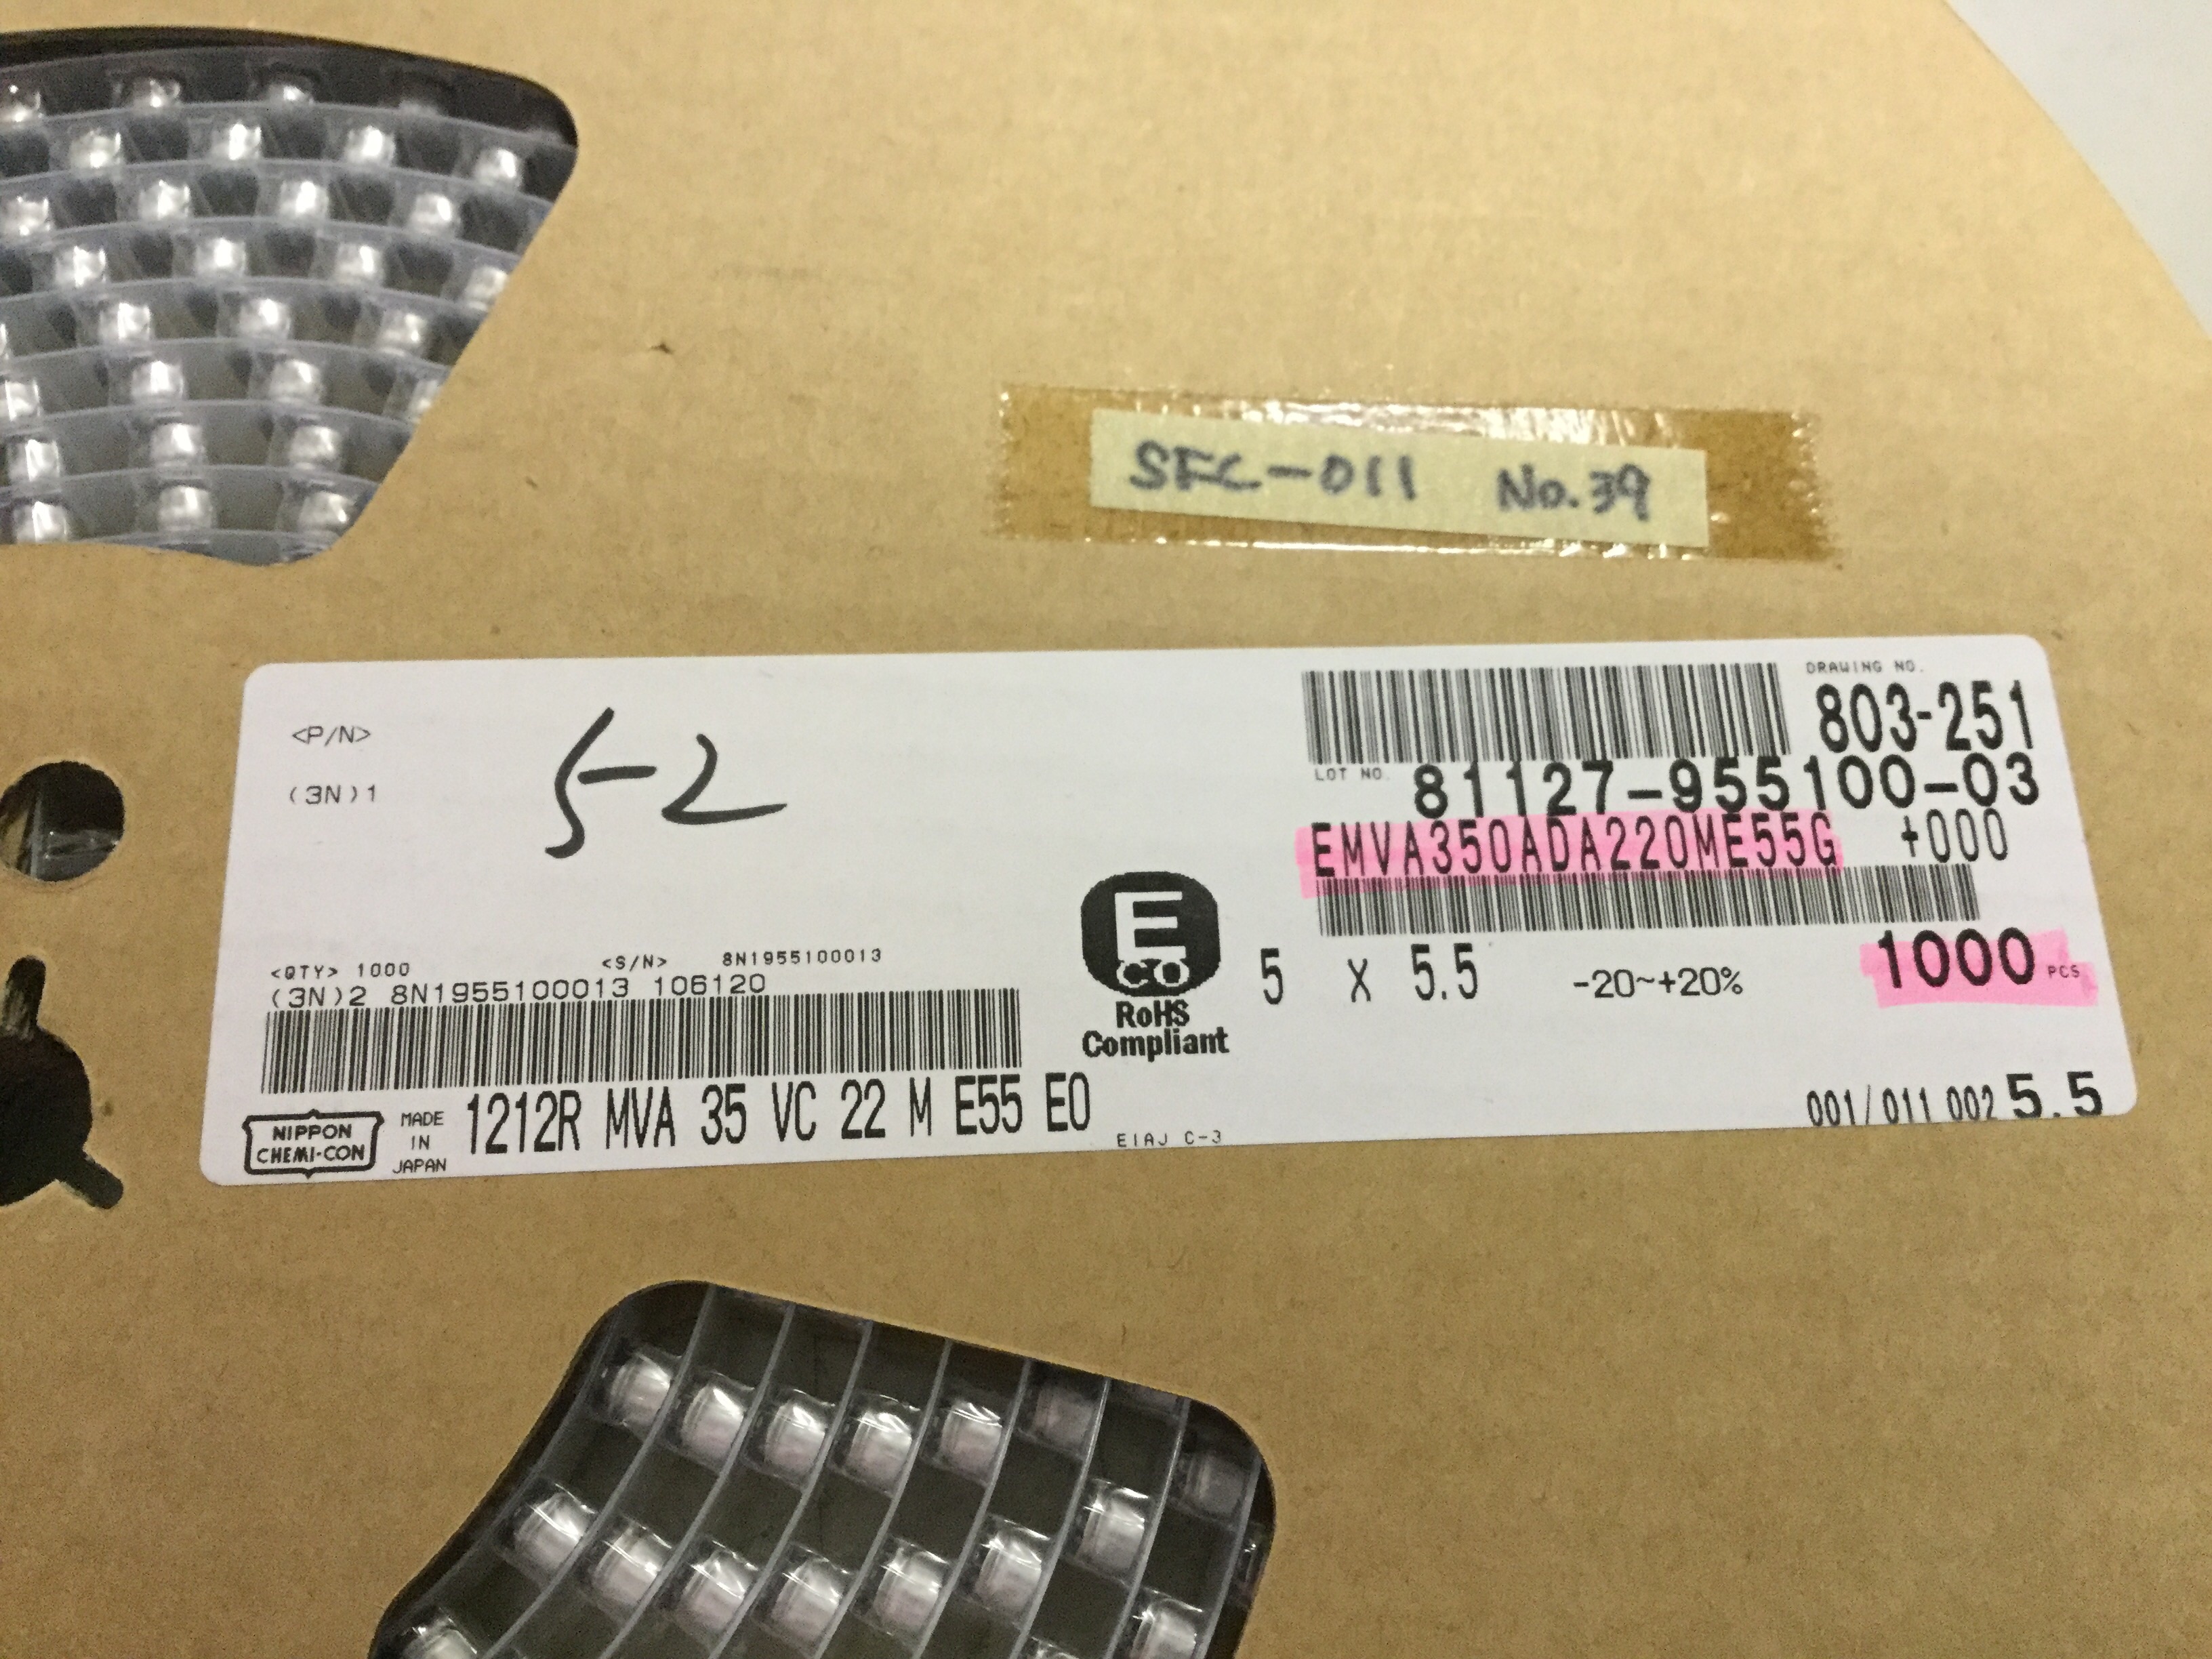 SFC-011 No.39
<P/N>
(3N)1
5-2
DRAWING NO.
803-251
LOT NO. 81127-955100-03
EMVA350ADA220ME55G +000
5 x 5.5 -20~+20% 1000 PCS
<QTY> 1000 <S/N> 8N1955100013
(3N)2 8N1955100013 106120
E
CO
RoHS
Compliant
NIPPON
CHEMI-CON
MADE
IN
JAPAN
1212R MVA 35 VC 22 M E55 E0
EIAJ C-3
001/011 002 5.5